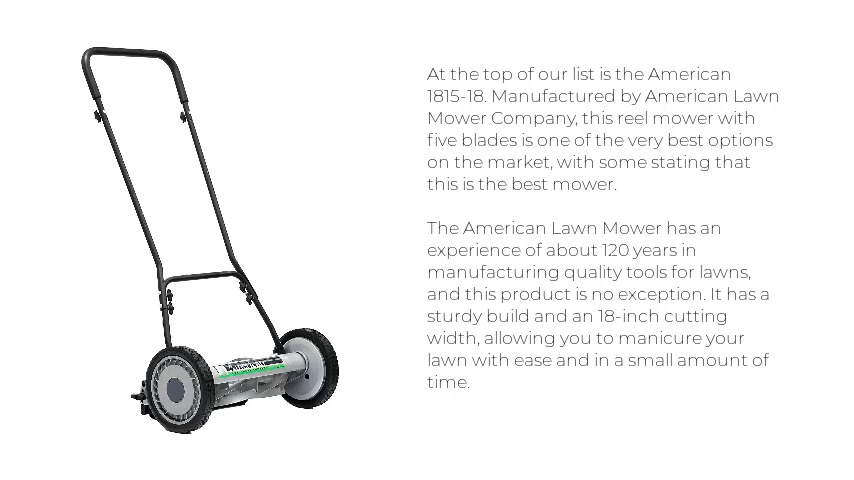 At the top of our list is the American
1815-18. Manufactured by American Lawn
Mower Company, this reel mower with
five blades is one of the very best options
on the market, with some stating that
this is the best mower.
The American Lawn Mower has an
experience of about 120 years in
manufacturing quality tools for lawns,
and this product is no exception. It has a
sturdy build and an 18-inch cutting
width, allowing you to manicure your
lawn with ease and in a small amount of
time.